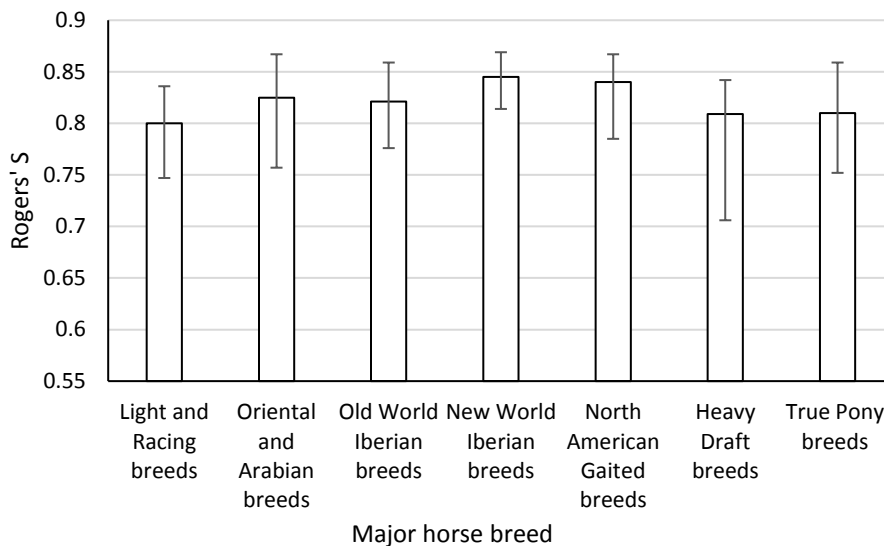 0.9
0.85
0.8
0.75
0.7
0.65
0.6
0.55
Rogers' S
Light and
Racing
breeds
Oriental
and
Arabian
breeds
Old World
Iberian
breeds
New World
Iberian
breeds
North
American
Gaited
breeds
Heavy
Draft
breeds
True Pony
breeds
Major horse breed